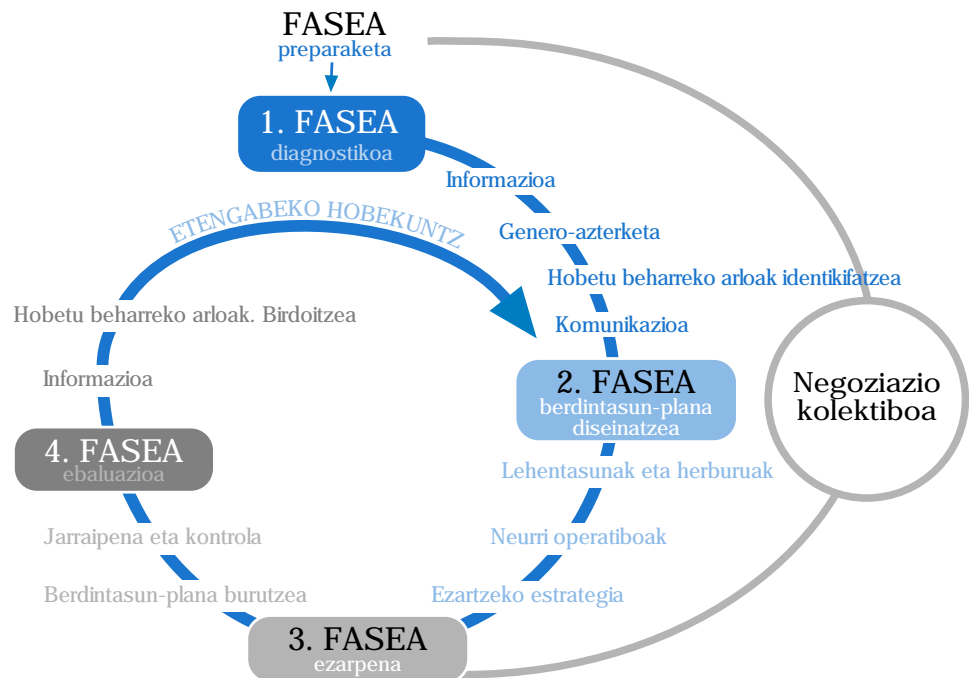 FASEA
preparaketa
1. FASEA
diagnostikoa
Informazioa
Genero-azterketa
Hobetu beharreko arloak identikifatzea
Komunikazioa
2. FASEA
berdintasun-plana
diseinatzea
Lehentasunak eta herburuak
Neurri operatiboak
Ezartzeko estrategia
3. FASEA
ezarpena
Berdintasun-plana burutzea
Jarraipena eta kontrola
4. FASEA
ebaluazioa
Informazioa
Hobetu beharreko arloak. Birdoitzea
ETENGABEKO HOBEKUNTZ
Negoziazio
kolektiboa